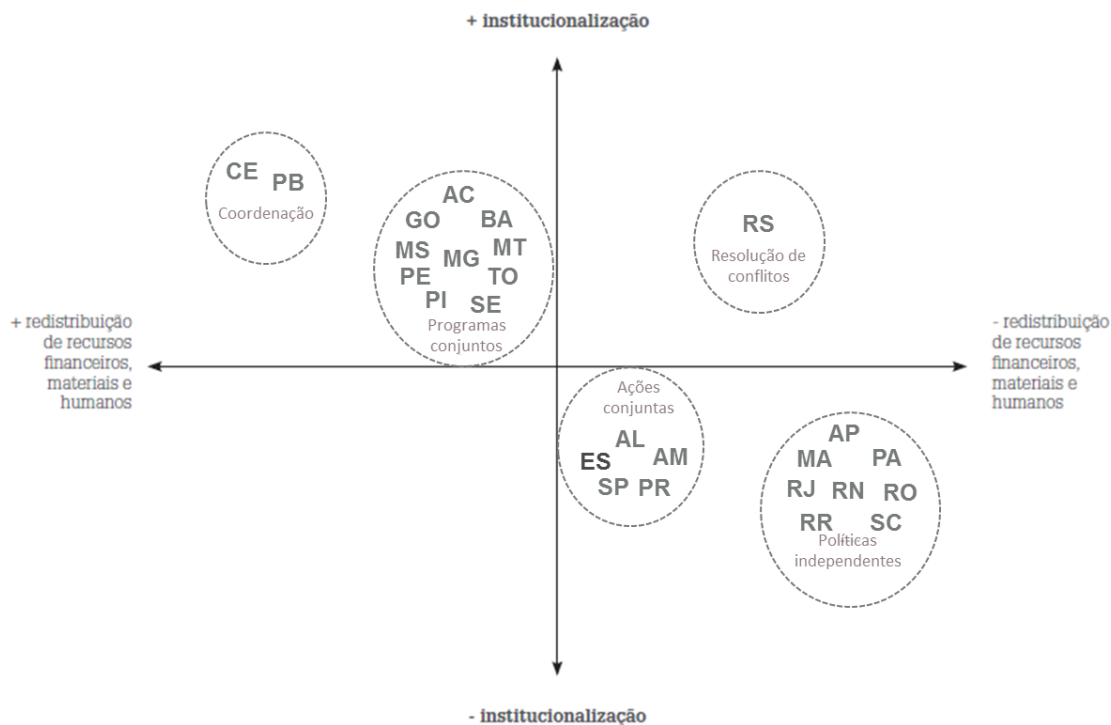 + institucionalização
CE
PB
Coordenação
AC
GO
BA
MS
MG
MT
PE
TO
PI
SE
Programas
conjuntos
RS
Resolução de
conflitos
+ redistribuição
de recursos
financeiros,
materiais e
humanos
- redistribuição
de recursos
financeiros,
materiais e
humanos
Ações
conjuntas
AL
ES
AM
SP
PR
AP
MA
PA
RJ
RN
RO
RR
SC
Políticas
independentes
- institucionalização